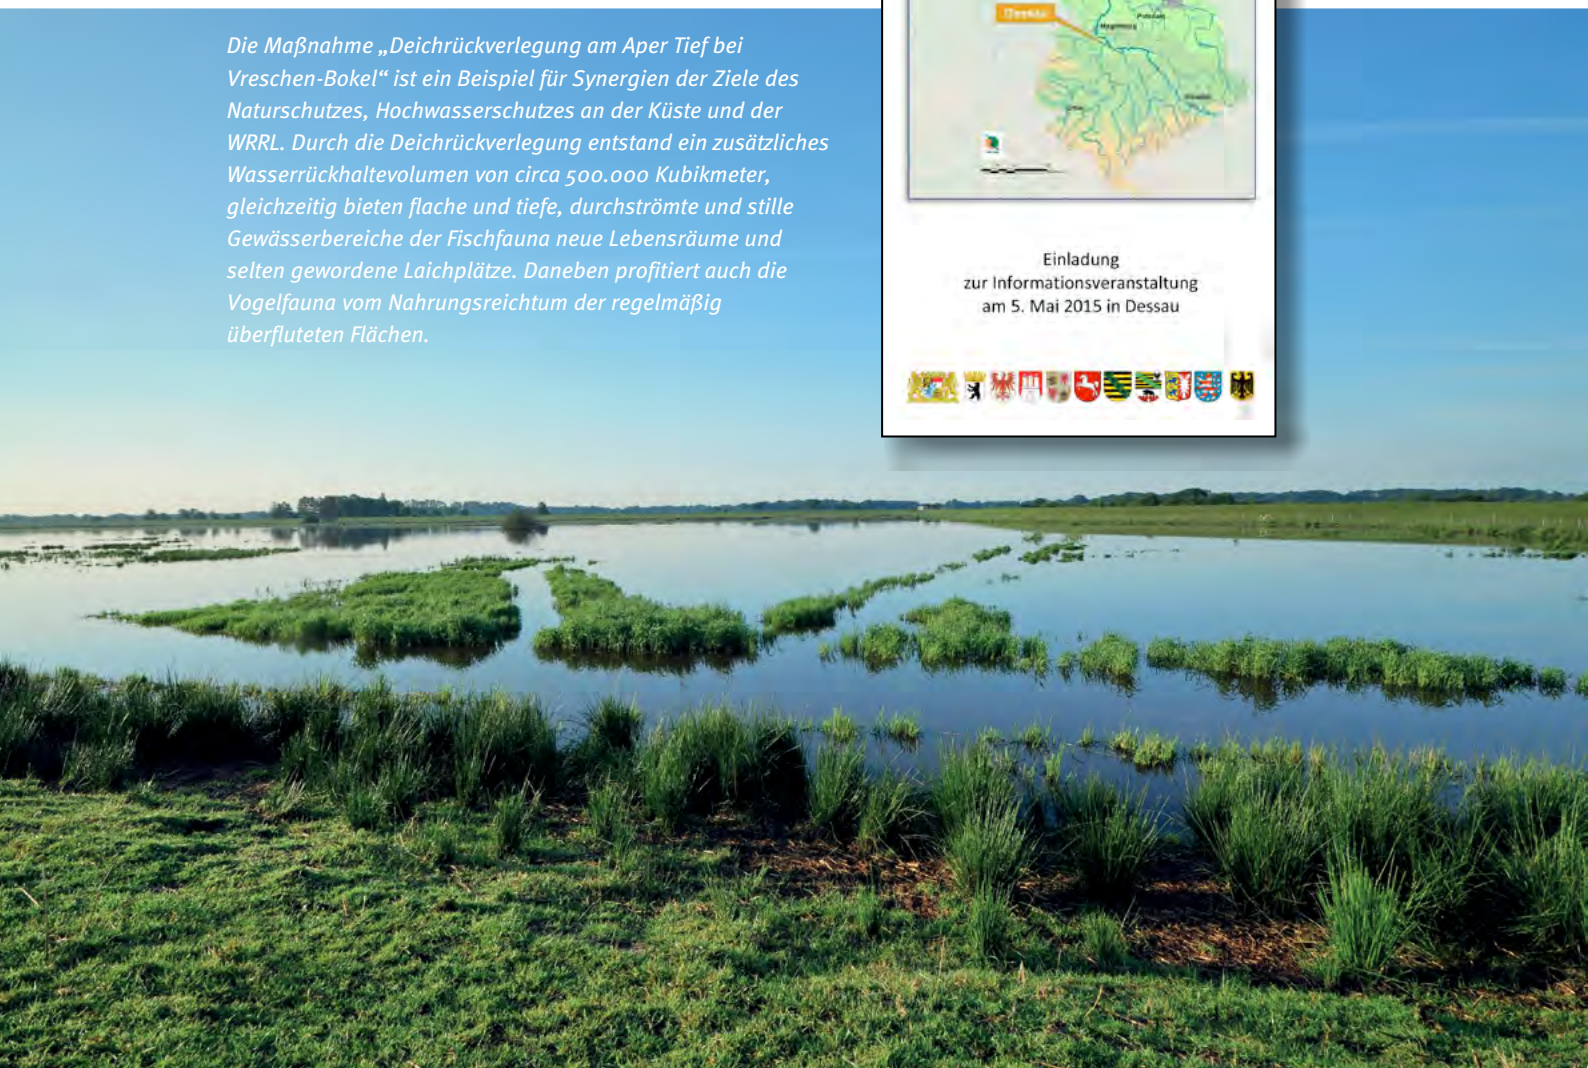 Die Maßnahme „Deichrückverlegung am Aper Tief bei
Vreschen-Bokel“ ist ein Beispiel für Synergien der Ziele des
Naturschutzes, Hochwasserschutzes an der Küste und der
WRRL. Durch die Deichrückverlegung entstand ein zusätzliches
Wasserrückhaltevolumen von circa 500.000 Kubikmeter,
gleichzeitig bieten flache und tiefe, durchströmte und stille
Gewässerbereiche der Fischfauna neue Lebensräume und
selten gewordene Laichplätze. Daneben profitiert auch die
Vogelfauna vom Nahrungsreichtum der regelmäßig
überfluteten Flächen.
Dessau
Potsdam
Magdeburg
Einladung
zur Informationsveranstaltung
am 5. Mai 2015 in Dessau